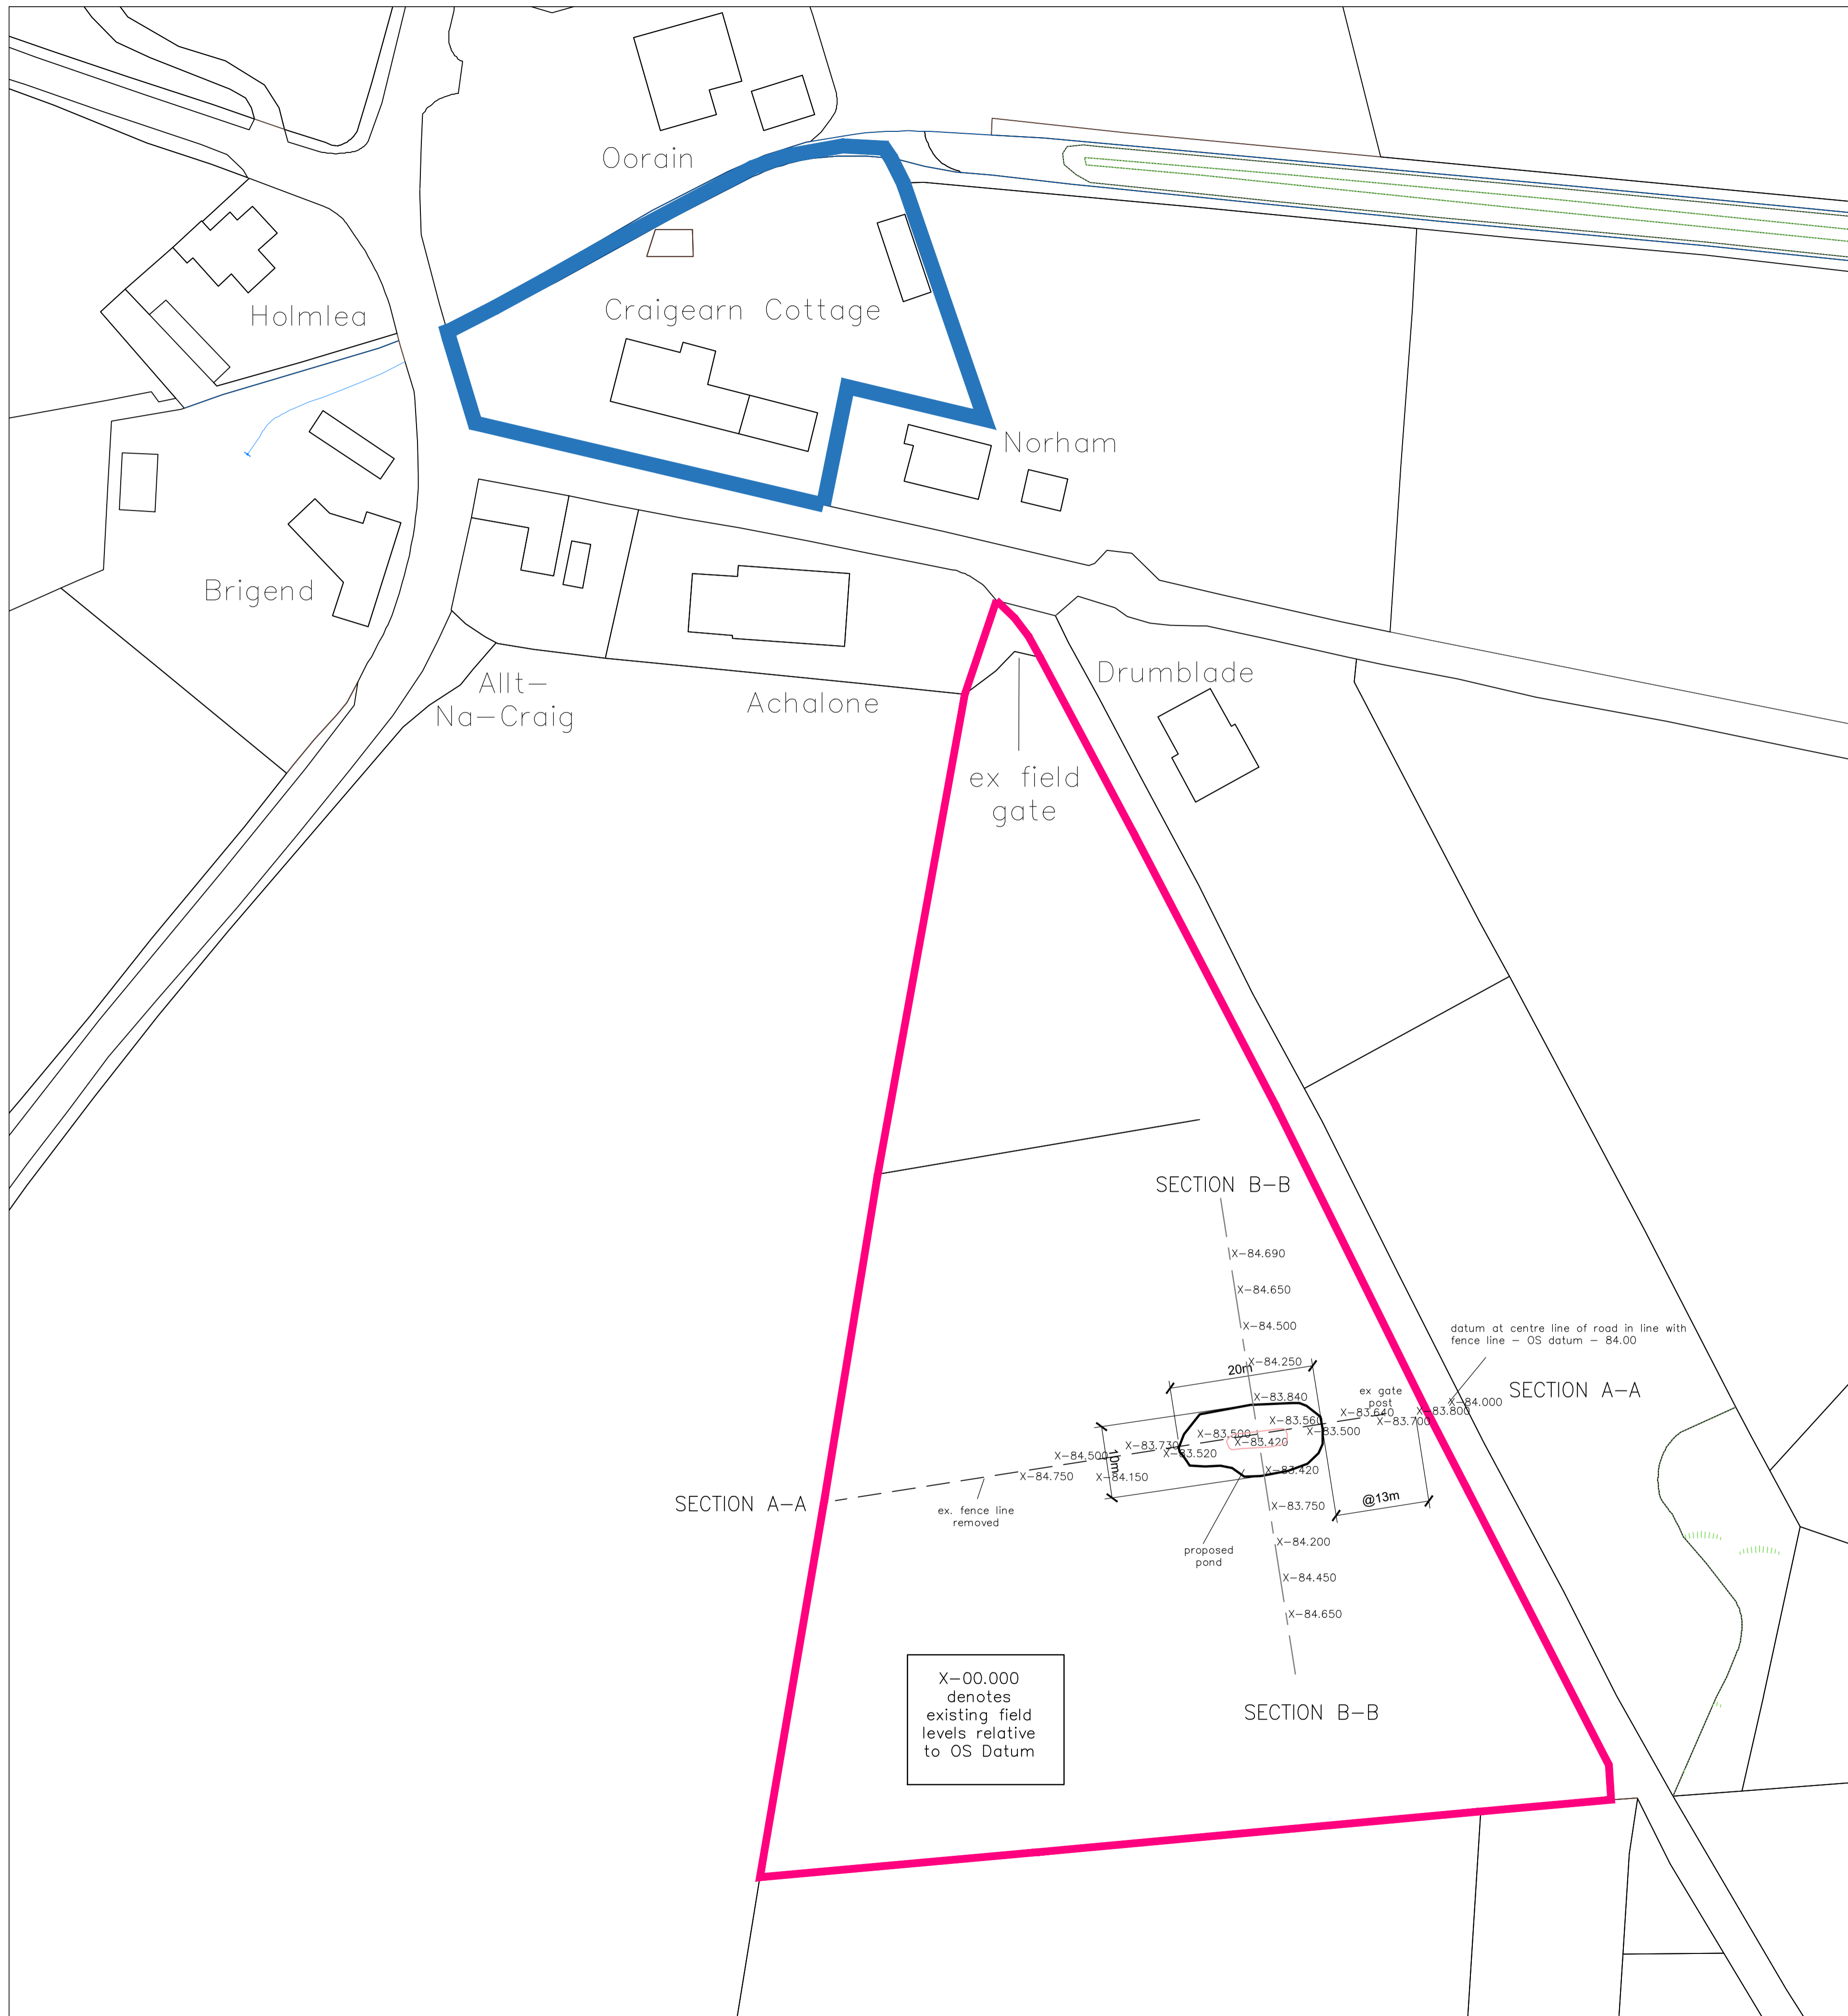 Oorain
Holmlea
Craigearn Cottage
Norham
Brigend
Allt-
Na-Craig
Achalone
Drumblade
ex field
gate
SECTION B-B
X-84.690
X-84.650
X-84.500
X-84.250
20m
X-83.840
datum at centre line of road in line with
fence line - OS datum - 84.00
SECTION A-A
ex gate
post
X-84.000
X-83.800
X-83.640
X-83.700
X-83.560
X-83.500
X-83.500
X-83.420
X-83.730
X-83.520
X-84.500
10m
X-84.750
X-84.150
X-83.420
SECTION A-A
ex. fence line
removed
@13m
X-83.750
proposed
pond
X-84.200
X-84.450
X-84.650
X-00.000
denotes
existing field
levels relative
to OS Datum
SECTION B-B